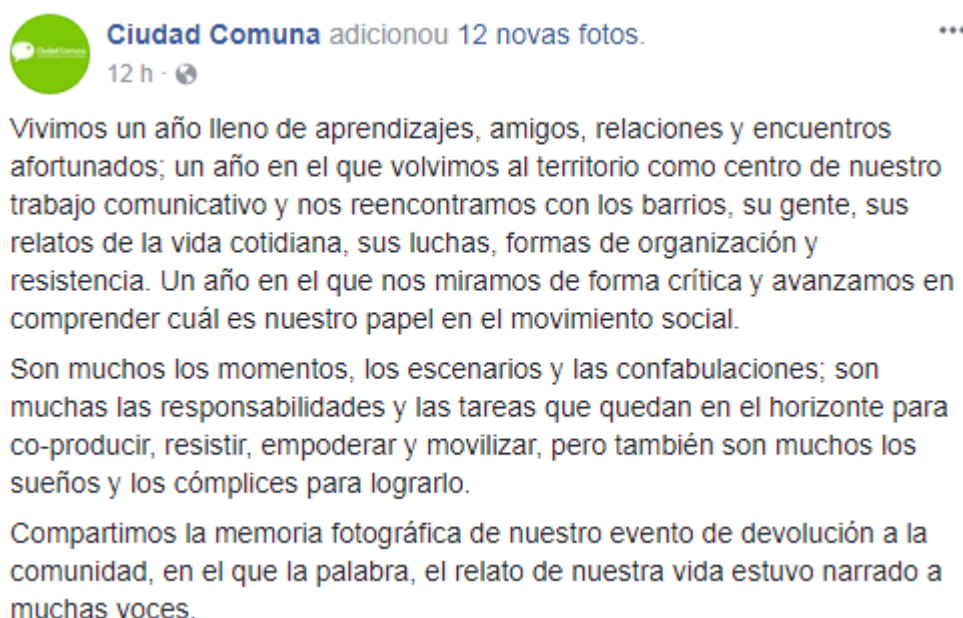 Ciudad Comuna adicionou 12 novas fotos.
12 h ·
Vivimos un año lleno de aprendizajes, amigos, relaciones y encuentros
afortunados; un año en el que volvimos al territorio como centro de nuestro
trabajo comunicativo y nos reencontramos con los barrios, su gente, sus
relatos de la vida cotidiana, sus luchas, formas de organización y
resistencia. Un año en el que nos miramos de forma crítica y avanzamos en
comprender cuál es nuestro papel en el movimiento social.
Son muchos los momentos, los escenarios y las confabulaciones; son
muchas las responsabilidades y las tareas que quedan en el horizonte para
co-producir, resistir, empoderar y movilizar, pero también son muchos los
sueños y los cómplices para lograrlo.
Compartimos la memoria fotográfica de nuestro evento de devolución a la
comunidad, en el que la palabra, el relato de nuestra vida estuvo narrado a
muchas voces.